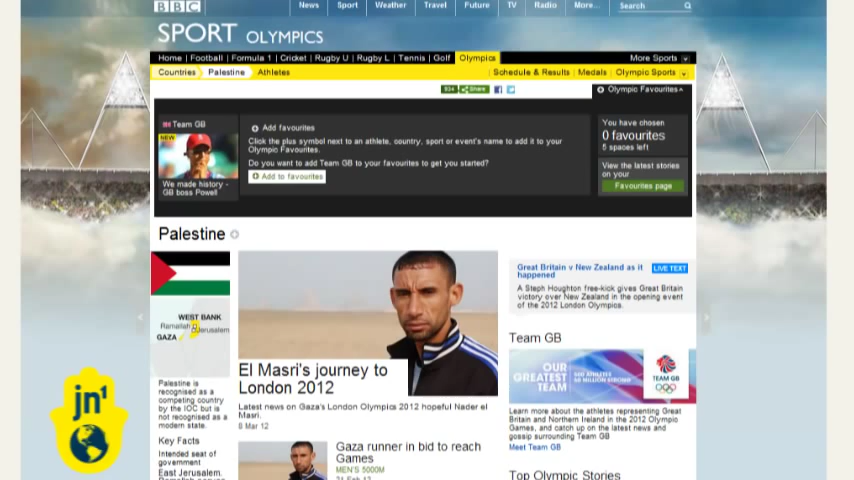 BBC
News Sport Weather Travel Future TV Radio More... Search
SPORT OLYMPICS
Home | Football | Formula 1 | Cricket | Rugby U | Rugby L | Tennis | Golf Olympics More Sports
Countries Palestine Athletes Schedule & Results Medals Olympic Sports
Share
Olympic Favourites
Team GB
NEW
We made history -
GB boss Powell
Add favourites
Click the plus symbol next to an athlete, country, sport or event's name to add it to your
Olympic Favourites.
Do you want to add Team GB to your favourites to get you started?
Add to favourites
You have chosen
0 favourites
5 spaces left
View the latest stories
on your
Favourites page
Palestine
WEST BANK
Ramallah
Jerusalem
GAZA
Palestine is
recognised as a
competing country
by the IOC but is
not recognised as a
modern state.
Key Facts
Intended seat of
government
East Jerusalem.
El Masri's journey to
London 2012
Latest news on Gaza's London Olympics 2012 hopeful Nader el
Masri.
8 Mar 12
Gaza runner in bid to reach
Games
MEN'S 5000M
21 Feb 12
Great Britain v New Zealand as it
happened
LIVE TEXT
A Steph Houghton free-kick gives Great Britain
victory over New Zealand in the opening event
of the 2012 London Olympics.
Team GB
OUR
GREATEST
TEAM
TEAM GB
Learn more about the athletes representing Great
Britain and Northern Ireland in the 2012 Olympic
Games, and catch up on the latest news and
gossip surrounding Team GB
Meet Team GB
Top Olympic Stories
jn1